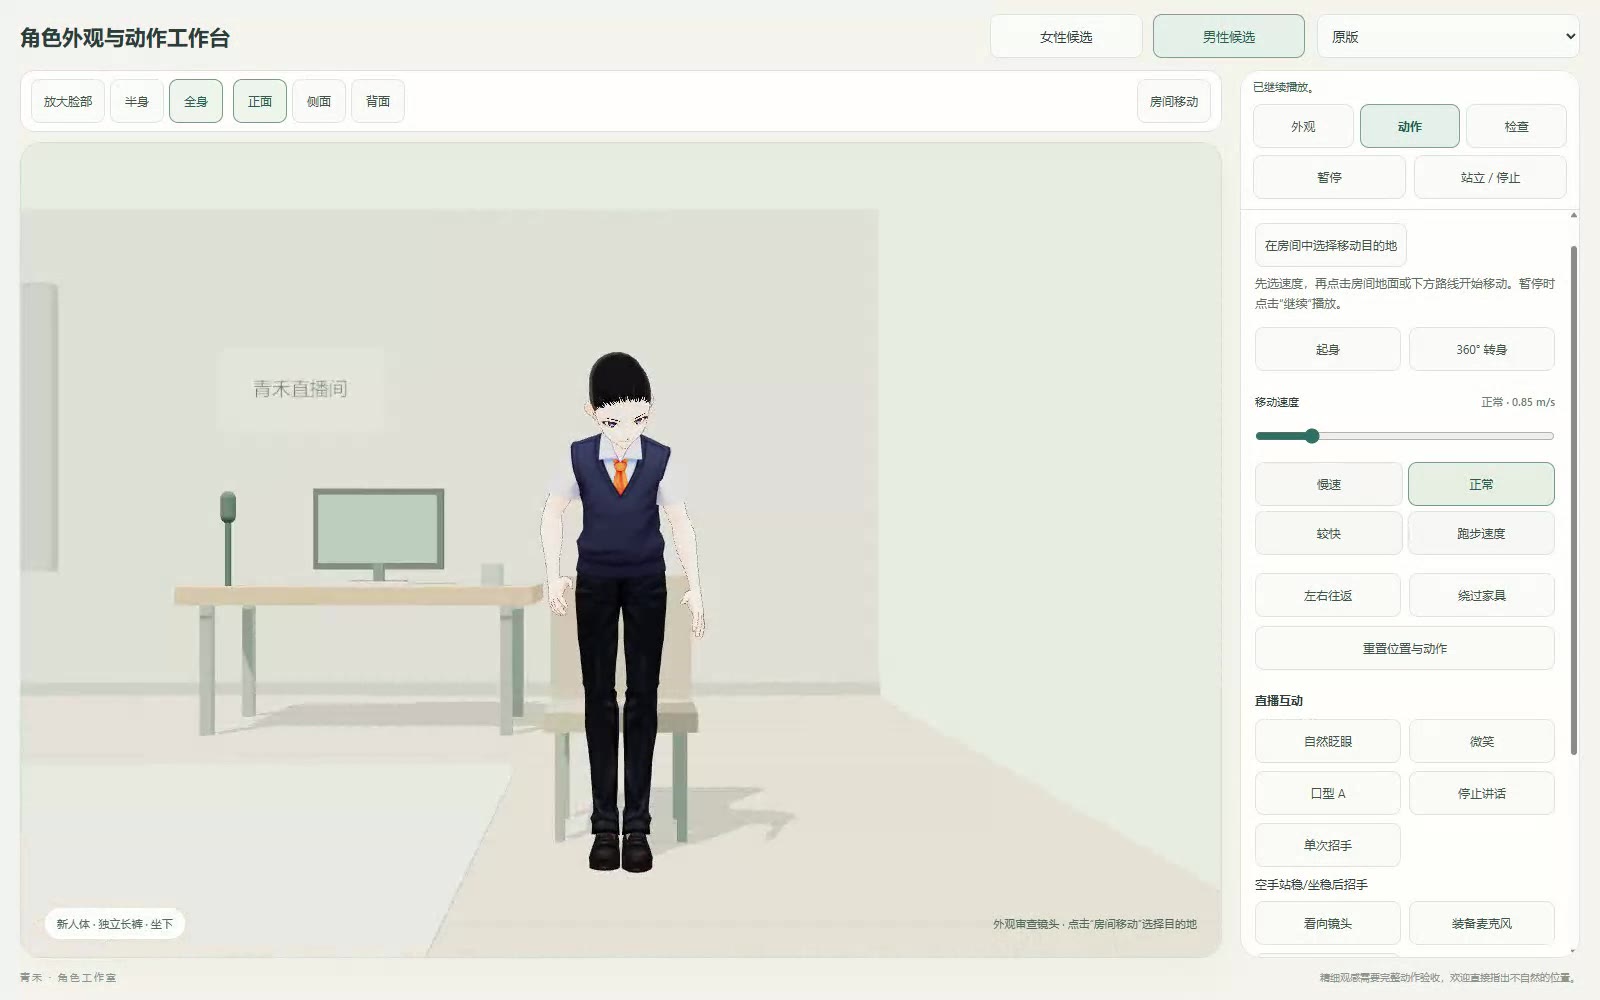 角色外观与动作工作台
女性候选
男性候选
原版
放大脸部
半身
全身
正面
侧面
背面
房间移动
已继续播放。
外观
动作
检查
暂停
站立 / 停止
在房间中选择移动目的地
先选速度，再点击房间地面或下方路线开始移动。暂停时
点击“继续”播放。
起身
360° 转身
移动速度
正常 · 0.85 m/s
慢速
正常
较快
跑步速度
左右往返
绕过家具
重置位置与动作
直播互动
自然眨眼
微笑
口型 A
停止讲话
单次招手
空手站稳/坐稳后招手
看向镜头
装备麦克风
青禾直播间
新人体 · 独立长裤 · 坐下
外观审查镜头 · 点击“房间移动”选择目的地
青禾 · 角色工作室
精细观感需要完整动作验收，欢迎直接指出不自然的位置。